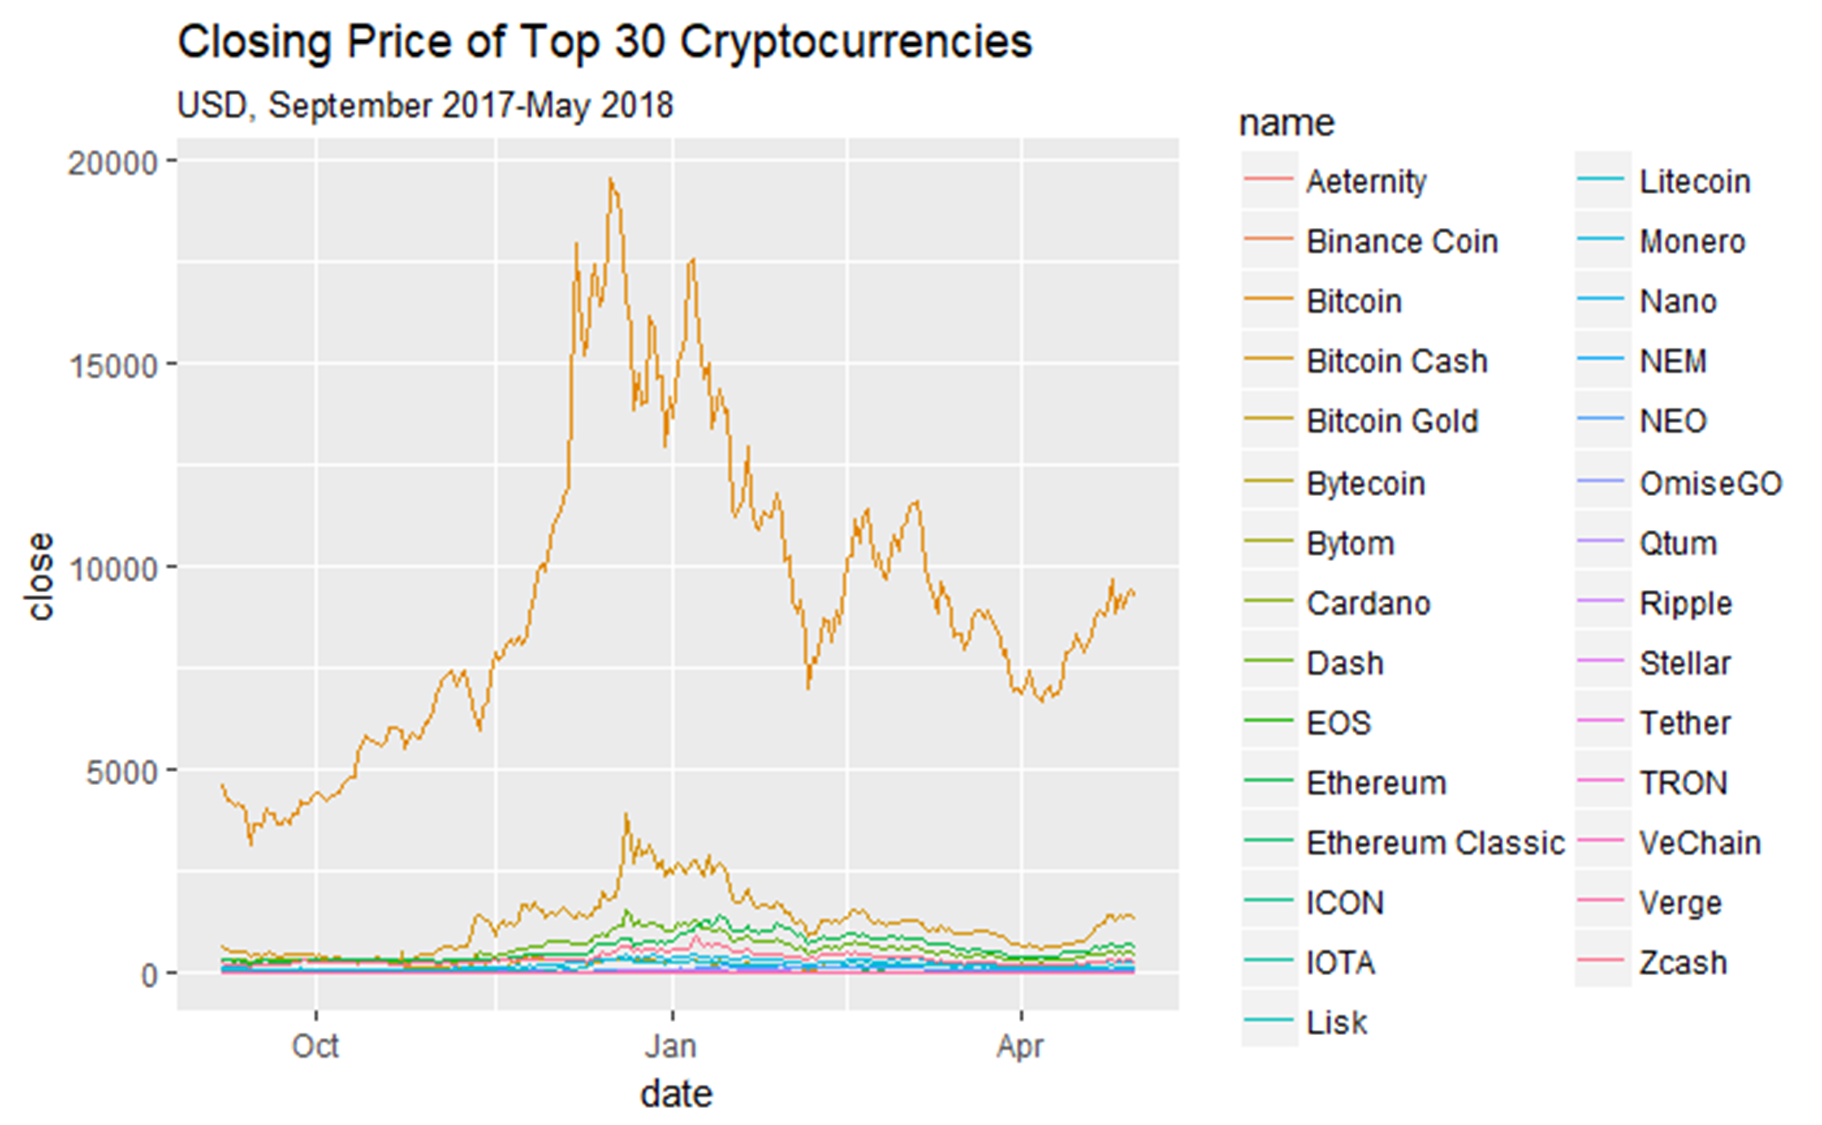 Closing Price of Top 30 Cryptocurrencies
USD, September 2017-May 2018
close
20000
15000
10000
5000
0
Oct
Jan
Apr
date
name
Aeternity
Binance Coin
Bitcoin
Bitcoin Cash
Bitcoin Gold
Bytecoin
Bytom
Cardano
Dash
EOS
Ethereum
Ethereum Classic
ICON
IOTA
Lisk
Litecoin
Monero
Nano
NEM
NEO
OmiseGO
Qtum
Ripple
Stellar
Tether
TRON
VeChain
Verge
Zcash